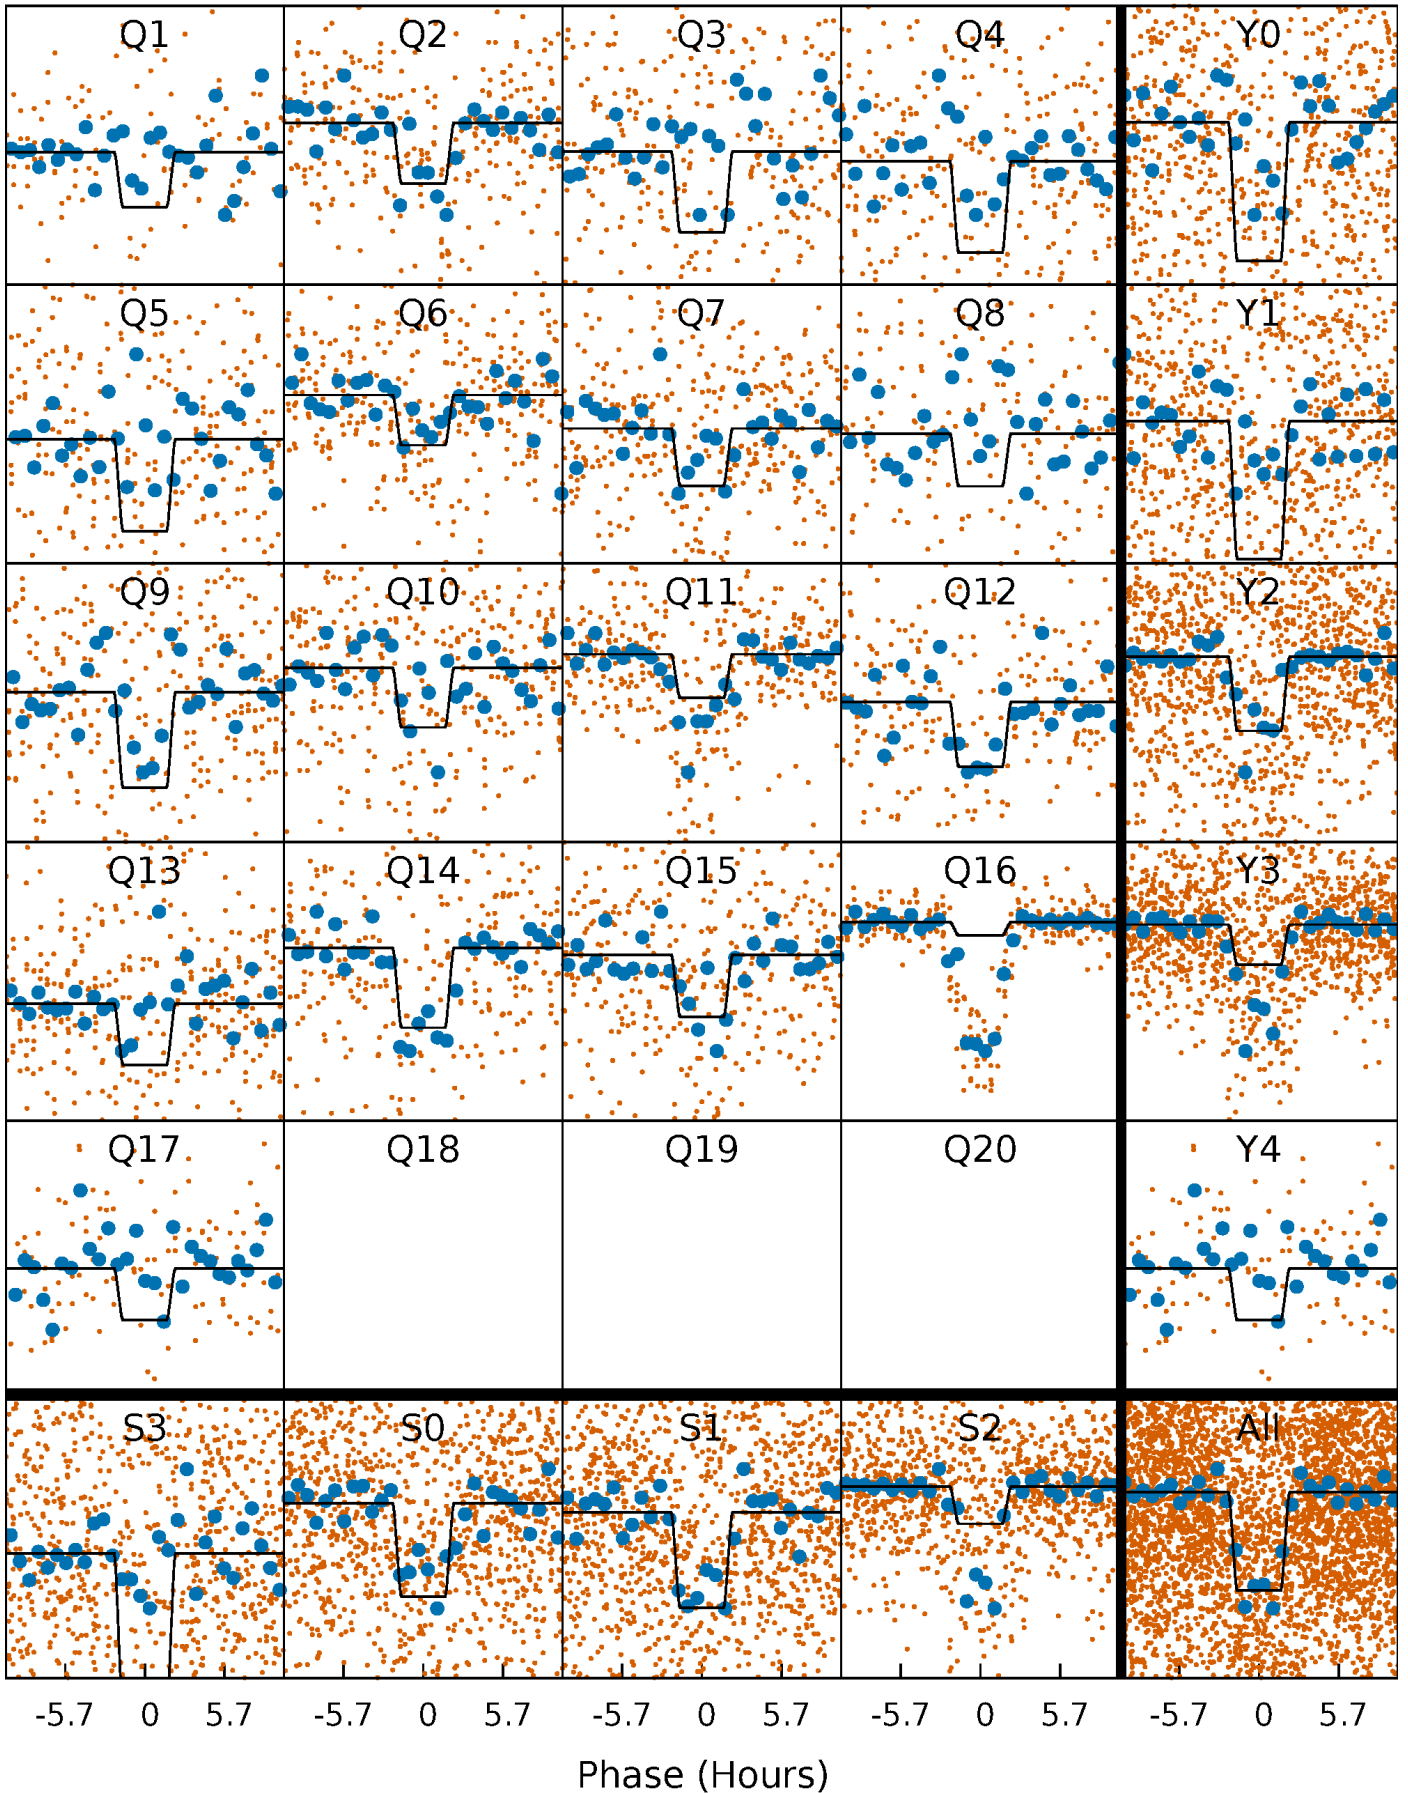 Q1 Q2 Q3 Q4 Y0
Q5 Q6 Q7 Q8 Y1
Q9 Q10 Q11 Q12 Y2
Q13 Q14 Q15 Q16 Y3
Q17 Q18 Q19 Q20 Y4
S3 S0 S1 S2 All
-5.7 0 5.7 -5.7 0 5.7 -5.7 0 5.7 -5.7 0 5.7 -5.7 0 5.7
Phase (Hours)